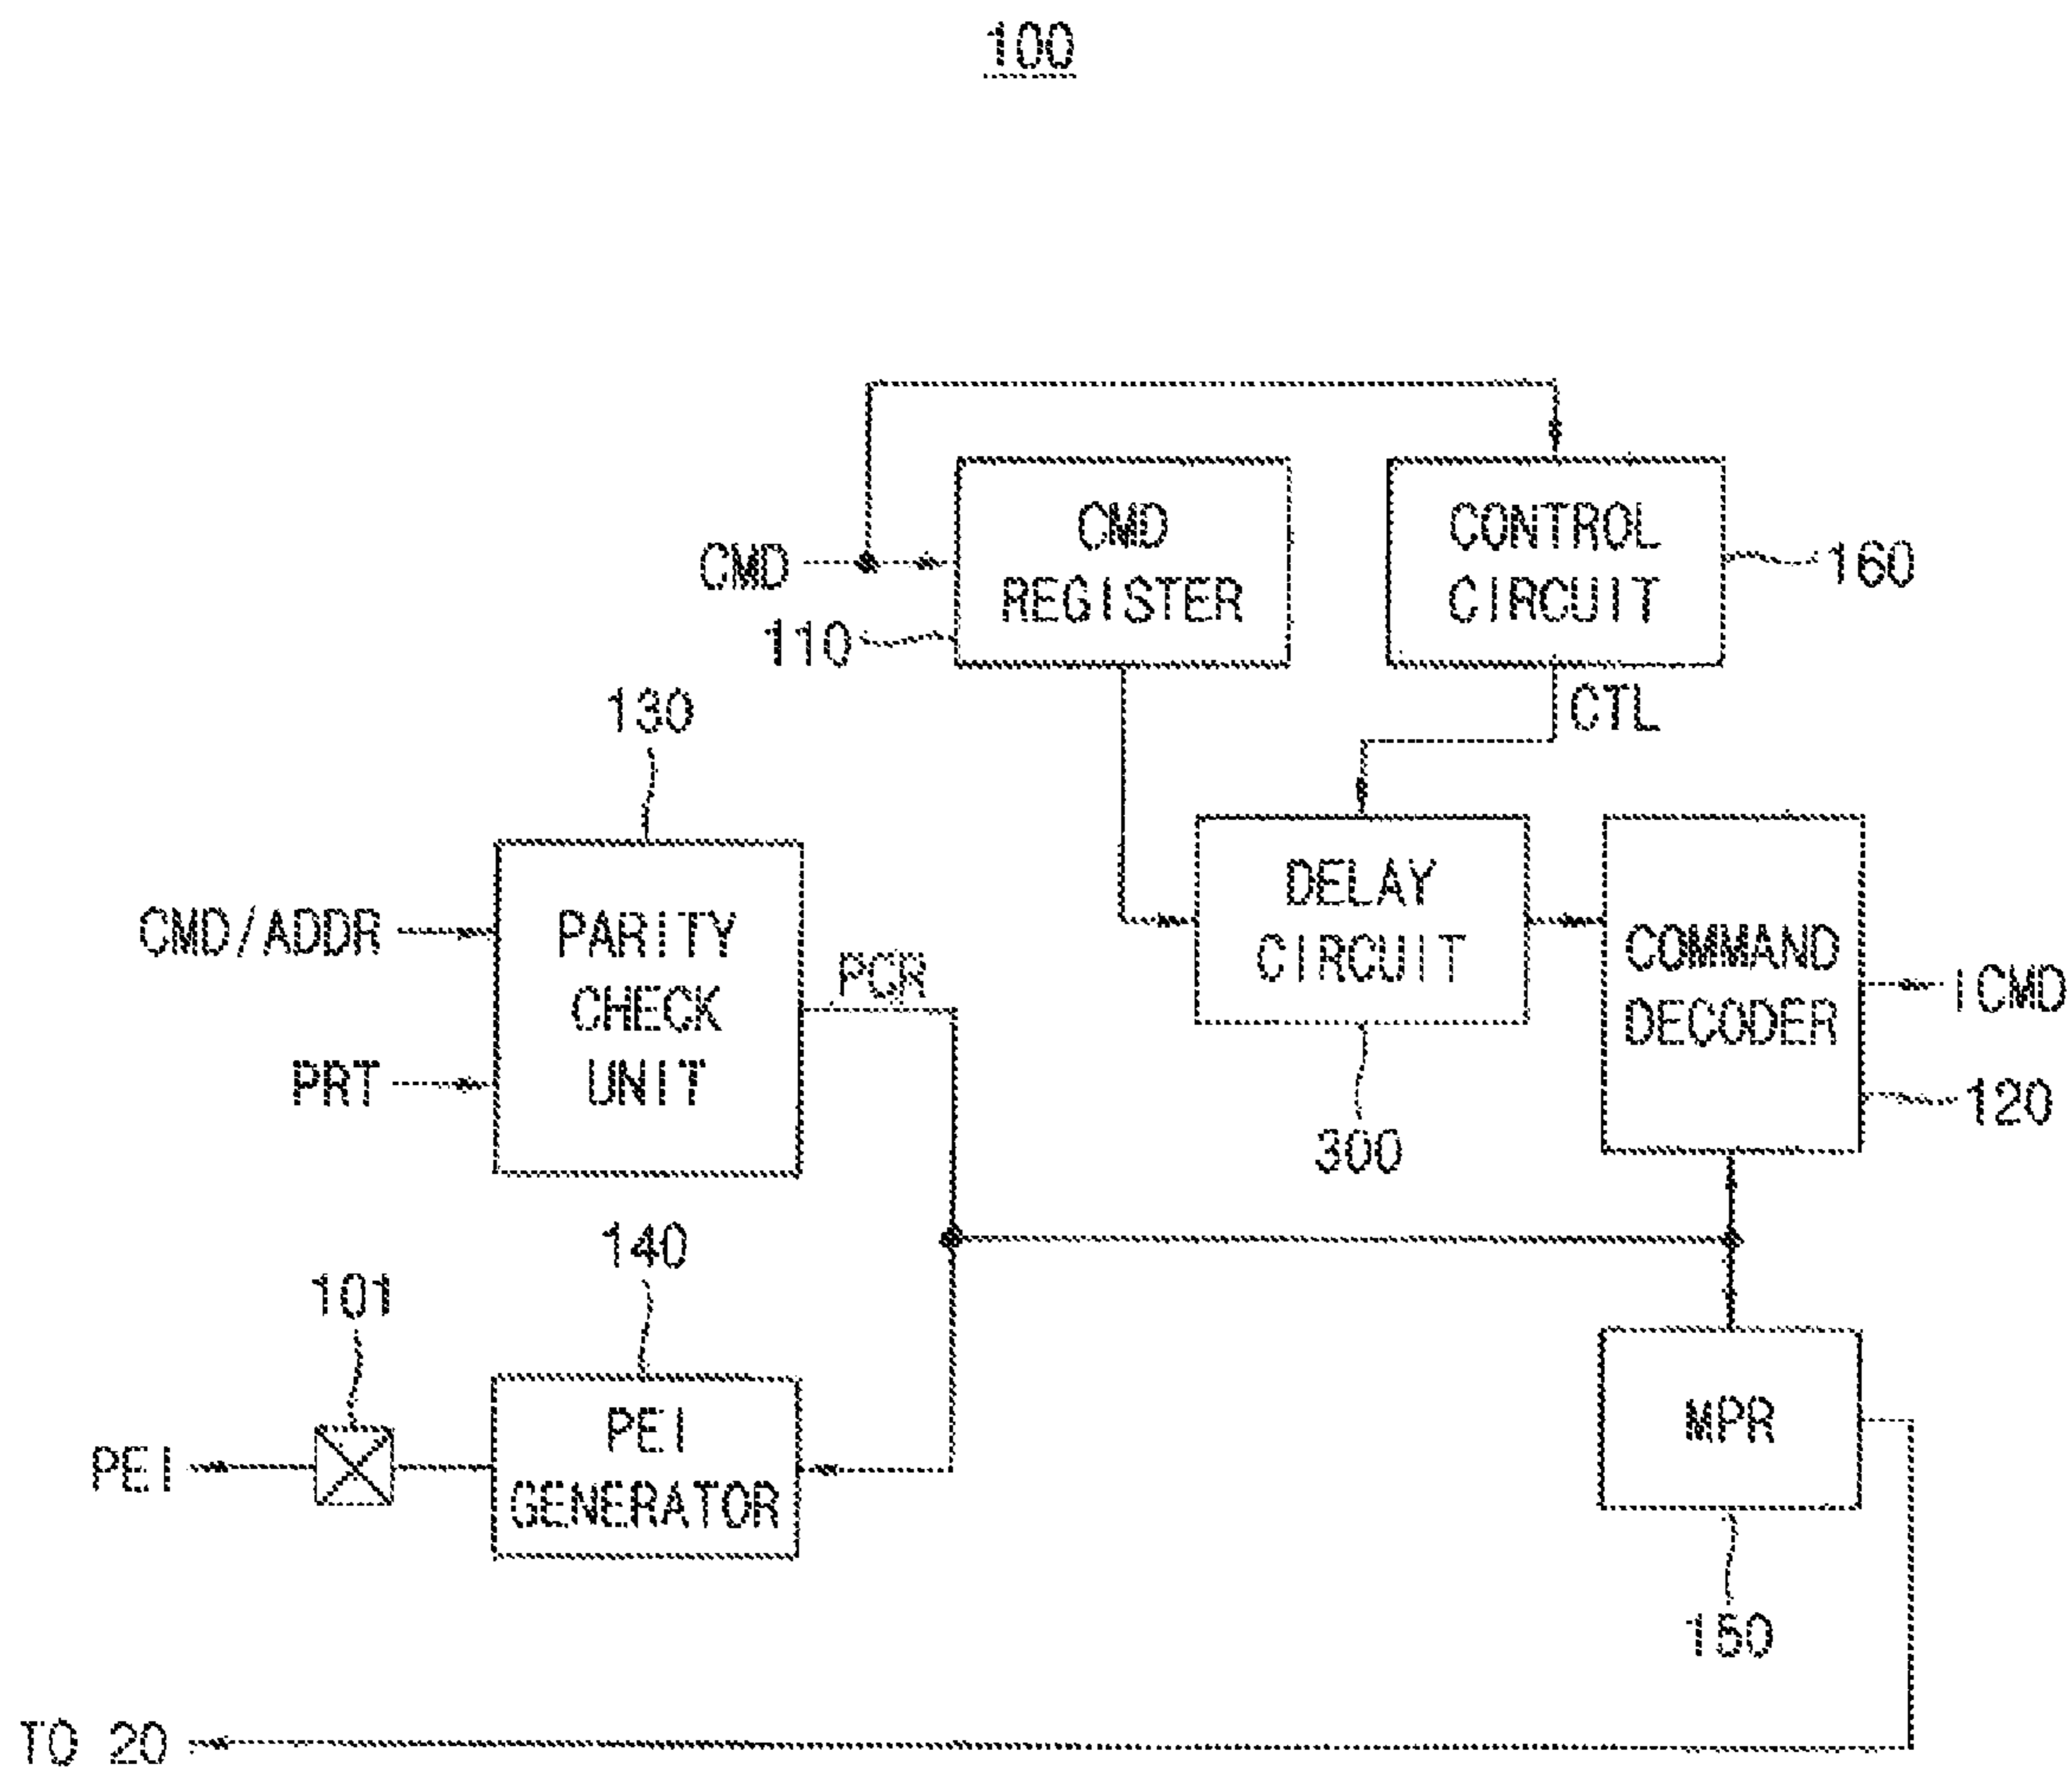 100
CMD
REGISTER
CONTROL
CIRCUIT
CMD
160
110
CTL
130
DELAY
CIRCUIT
COMMAND
DECODER
CMD/ADDR
PARITY
CHECK
UNIT
PCR
ICMD
PRT
120
300
140
101
PEI
GENERATOR
PEI
MPR
150
TO 20